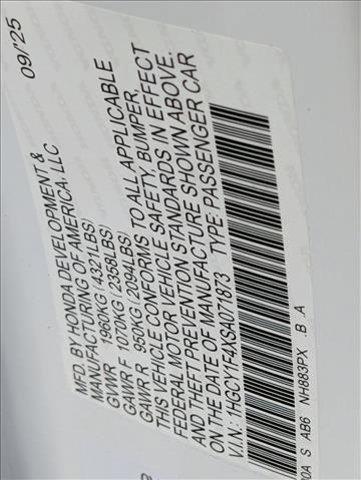 09/'25
MFD. BY HONDA DEVELOPMENT &
MANUFACTURING OF AMERICA, LLC
GVWR 1960KG (4321LBS)
GAWR F 1070KG (2358LBS)
GAWR R 950KG (2094LBS)
THIS VEHICLE CONFORMS TO ALL APPLICABLE
FEDERAL MOTOR VEHICLE SAFETY, BUMPER,
AND THEFT PREVENTION STANDARDS IN EFFECT
ON THE DATE OF MANUFACTURE SHOWN ABOVE.
V.I.N.: 1HGCY1F4XSA071873 TYPE: PASSENGER CAR
0A S AB6 NH883PX .B .A